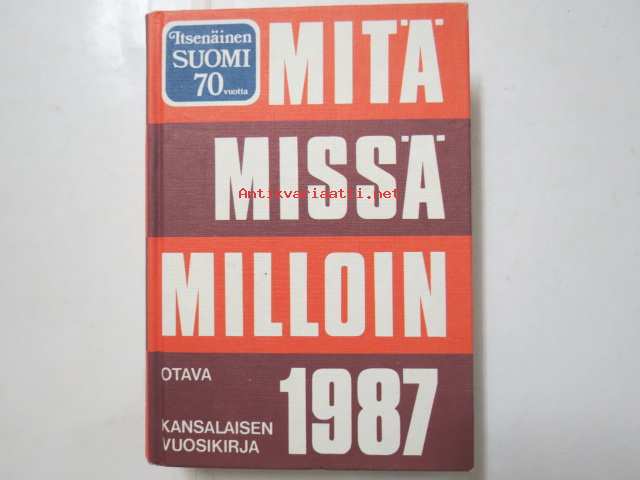 Itsenäinen
SUOMI
70 vuotta
MITÄ
MISSÄ
Antikvariaatti.net
MILLOIN
OTAVA
1987
KANSALAISEN
VUOSIKIRJA